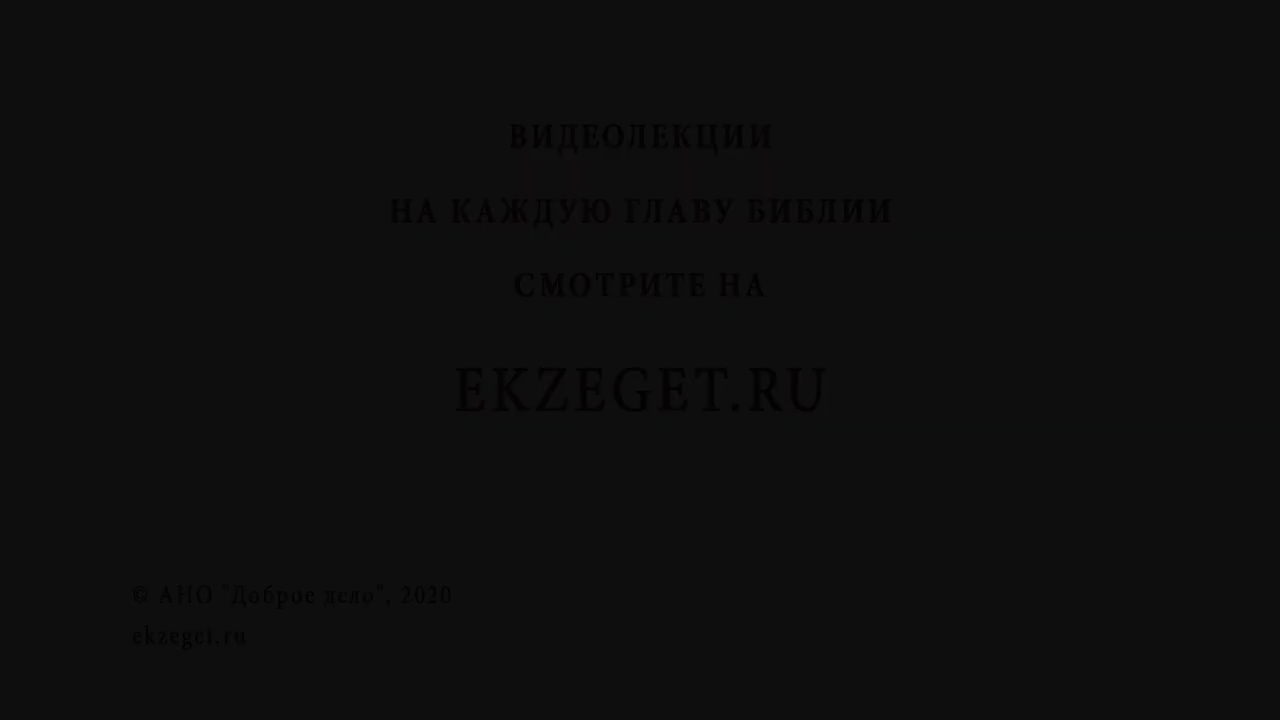 ВИДЕОЛЕКЦИИ
НА КАЖДУЮ ГЛАВУ БИБЛИИ
СМОТРИТЕ НА
EKZEGET.RU
© АНО "Доброе дело", 2020
ekzeget.ru